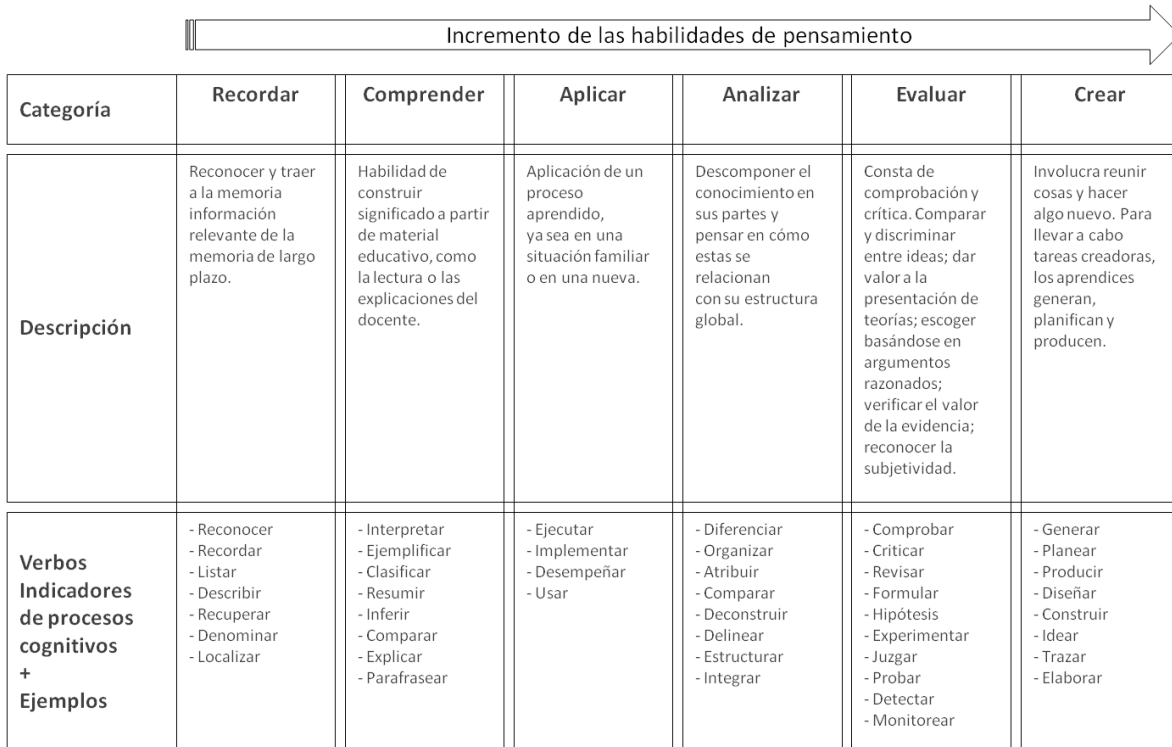 Incremento de las habilidades de pensamiento
Categoría
Recordar
Comprender
Aplicar
Analizar
Evaluar
Crear
Descripción
Reconocer y traer
a la memoria
información
relevante de la
memoria de largo
plazo.
Habilidad de
construir
significado a partir
de material
educativo, como
la lectura o las
explicaciones del
docente.
Aplicación de un
proceso
aprendido,
ya sea en una
situación familiar
o en una nueva.
Descomponer el
conocimiento en
sus partes y
pensar en cómo
estas se
relacionan
con su estructura
global.
Consta de
comprobación y
crítica. Comparar
y discriminar
entre ideas; dar
valor a la
presentación de
teorías; escoger
basándose en
argumentos
razonados;
verificar el valor
de la evidencia;
reconocer la
subjetividad.
Involucra reunir
cosas y hacer
algo nuevo. Para
llevar a cabo
tareas creadoras,
los aprendices
generan,
planifican y
producen.
Verbos
Indicadores
de procesos
cognitivos
+
Ejemplos
- Reconocer
- Recordar
- Listar
- Describir
- Recuperar
- Denominar
- Localizar
- Interpretar
- Ejemplificar
- Clasificar
- Resumir
- Inferir
- Comparar
- Explicar
- Parafrasear
- Ejecutar
- Implementar
- Desempeñar
- Usar
- Diferenciar
- Organizar
- Atribuir
- Comparar
- Deconstruir
- Delinear
- Estructurar
- Integrar
- Comprobar
- Criticar
- Revisar
- Formular
- Hipótesis
- Experimentar
- Juzgar
- Probar
- Detectar
- Monitorear
- Generar
- Planear
- Producir
- Diseñar
- Construir
- Idear
- Trazar
- Elaborar